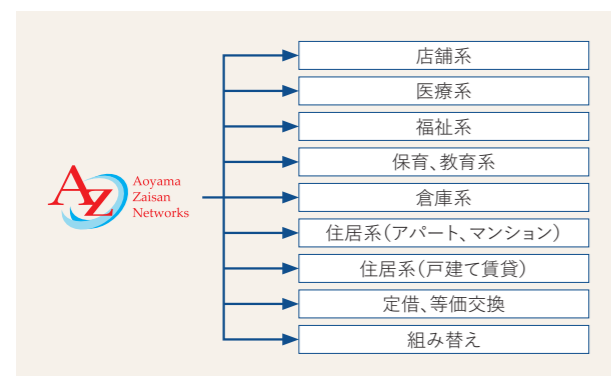 店舗系
医療系
福祉系
保育、教育系
倉庫系
住居系(アパート、マンション)
住居系(戸建て賃貸)
定借、等価交換
組み替え
AZ
Aoyama
Zaisan
Networks